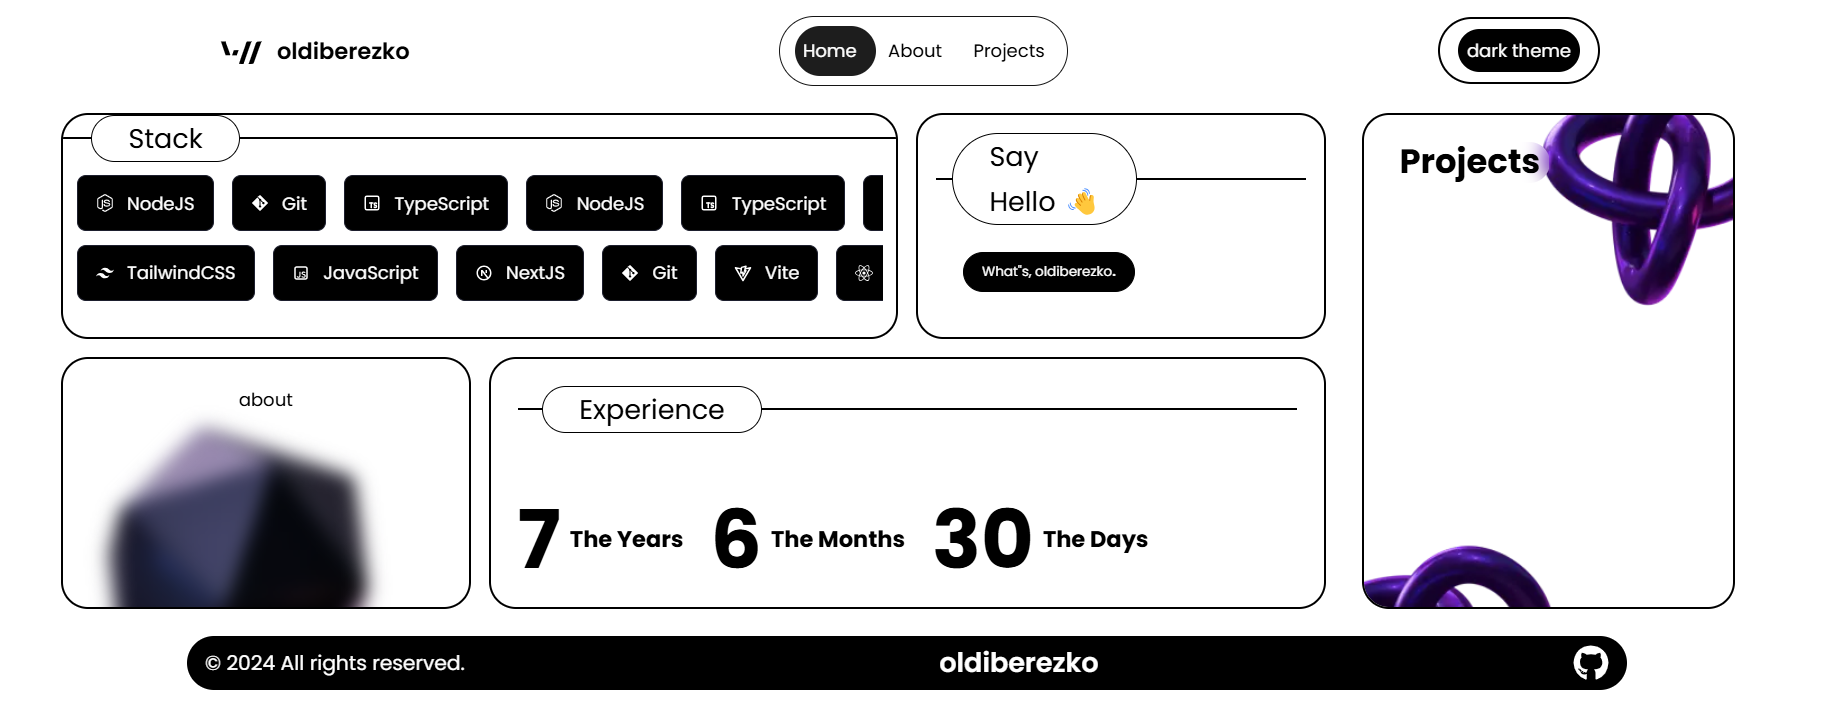 oldiberezko
Home About Projects
dark theme
Stack
NodeJS Git TypeScript NodeJS TypeScript
TailwindCSS JavaScript NextJS Git Vite
Say
Hello 👋
What"s, oldiberezko.
Projects
about
Experience
7 The Years 6 The Months 30 The Days
© 2024 All rights reserved.
oldiberezko